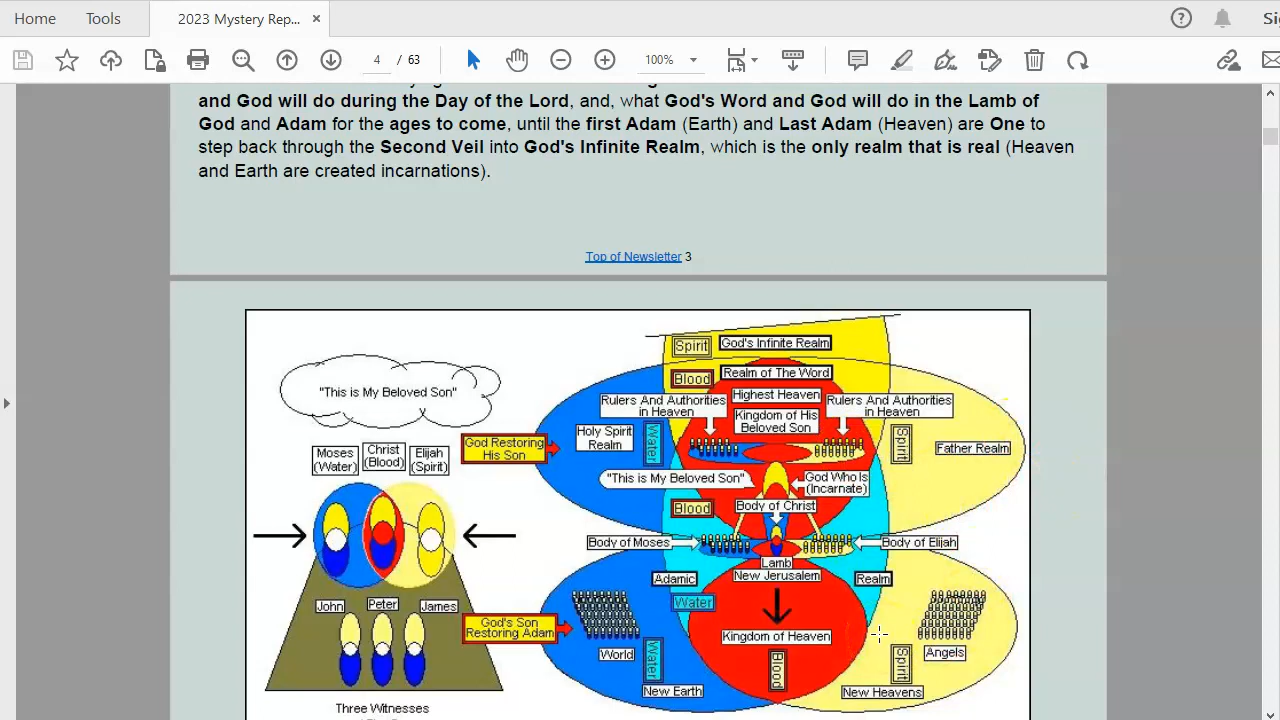 Home
Tools
2023 Mystery Rep...
×
4 / 63
100%
and God will do during the Day of the Lord, and, what God's Word and God will do in the Lamb of
God and Adam for the ages to come, until the first Adam (Earth) and Last Adam (Heaven) are One to
step back through the Second Veil into God's Infinite Realm, which is the only realm that is real (Heaven
and Earth are created incarnations).
Top of Newsletter 3
"This is My Beloved Son"
Moses
(Water)
Christ
(Blood)
Elijah
(Spirit)
John
Peter
James
Three Witnesses
God Restoring
His Son
God's Son
Restoring Adam
Spirit
God's Infinite Realm
Blood
Realm of The Word
Highest Heaven
Rulers And Authorities
in Heaven
Kingdom of His
Beloved Son
Rulers And Authorities
in Heaven
Holy Spirit
Realm
Water
Spirit
Father Realm
"This is My Beloved Son"
God Who Is
(Incarnate)
Blood
Body of Christ
Body of Moses
Body of Elijah
Lamb
New Jerusalem
Adamic
Realm
Water
Kingdom of Heaven
World
Water
Blood
Spirit
Angels
New Earth
New Heavens